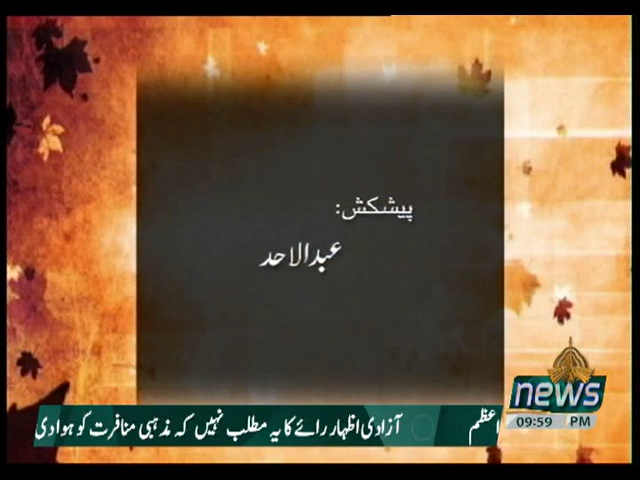 پیشکش:
عبدالاحد
news
09:59 PM
اعظم
آزادی اظہار رائے کا یہ مطلب نہیں کہ مذہبی منافرت کو ہوا دی